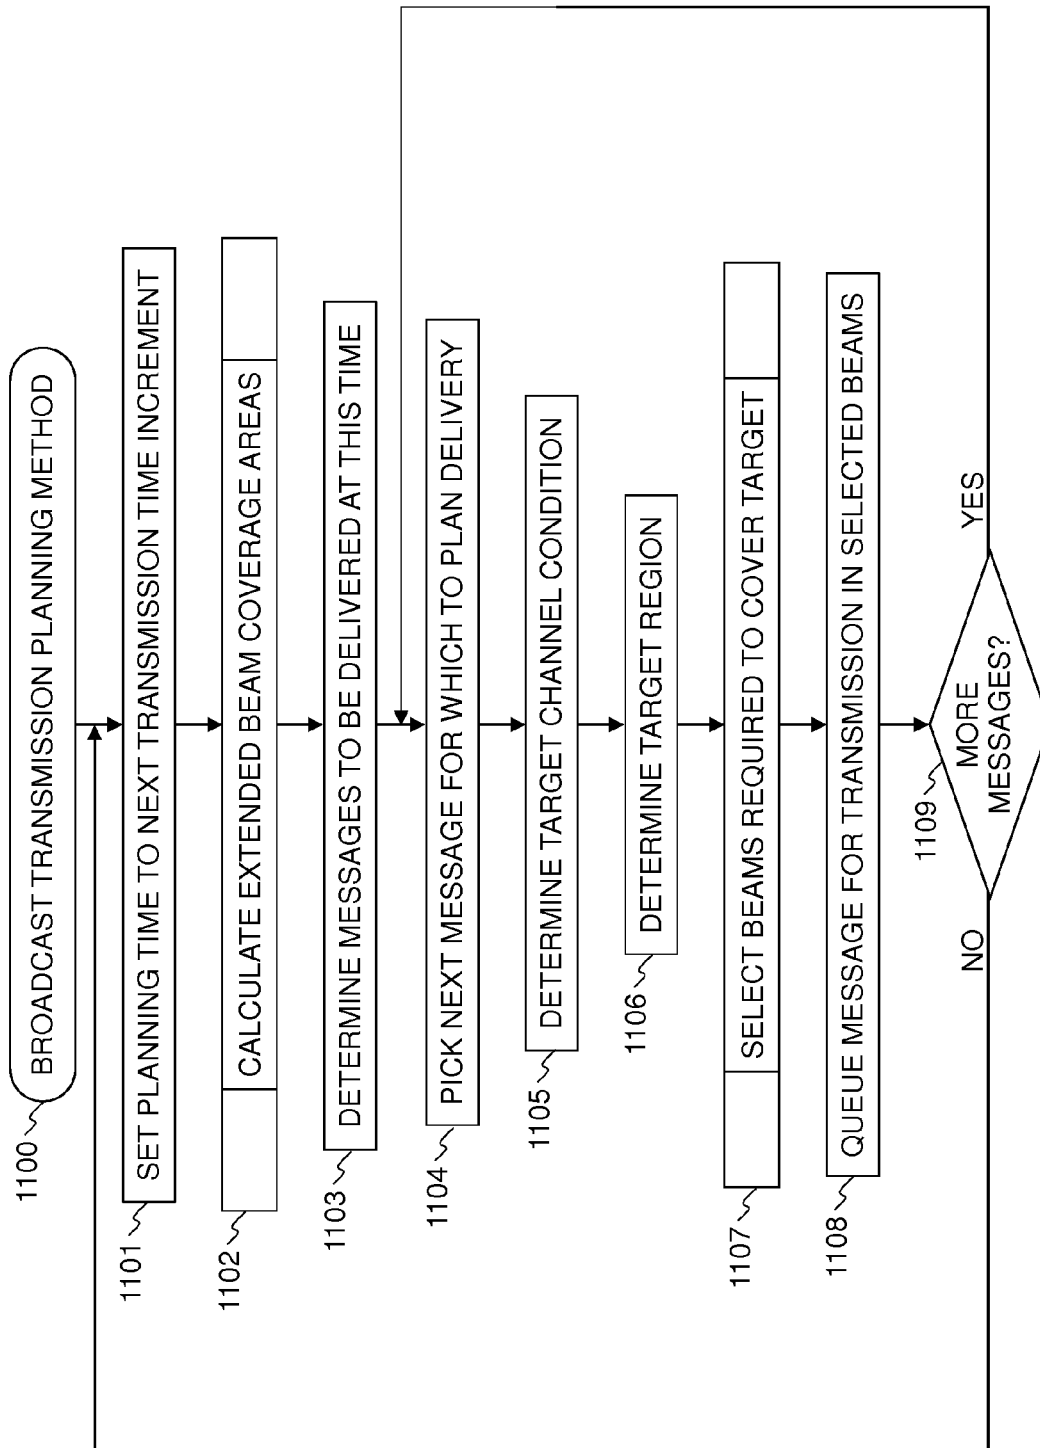 1100
BROADCAST TRANSMISSION PLANNING METHOD
1101
SET PLANNING TIME TO NEXT TRANSMISSION TIME INCREMENT
1102
CALCULATE EXTENDED BEAM COVERAGE AREAS
1103
DETERMINE MESSAGES TO BE DELIVERED AT THIS TIME
1104
PICK NEXT MESSAGE FOR WHICH TO PLAN DELIVERY
1105
DETERMINE TARGET CHANNEL CONDITION
1106
DETERMINE TARGET REGION
1107
SELECT BEAMS REQUIRED TO COVER TARGET
1108
QUEUE MESSAGE FOR TRANSMISSION IN SELECTED BEAMS
1109
MORE
MESSAGES?
NO
YES